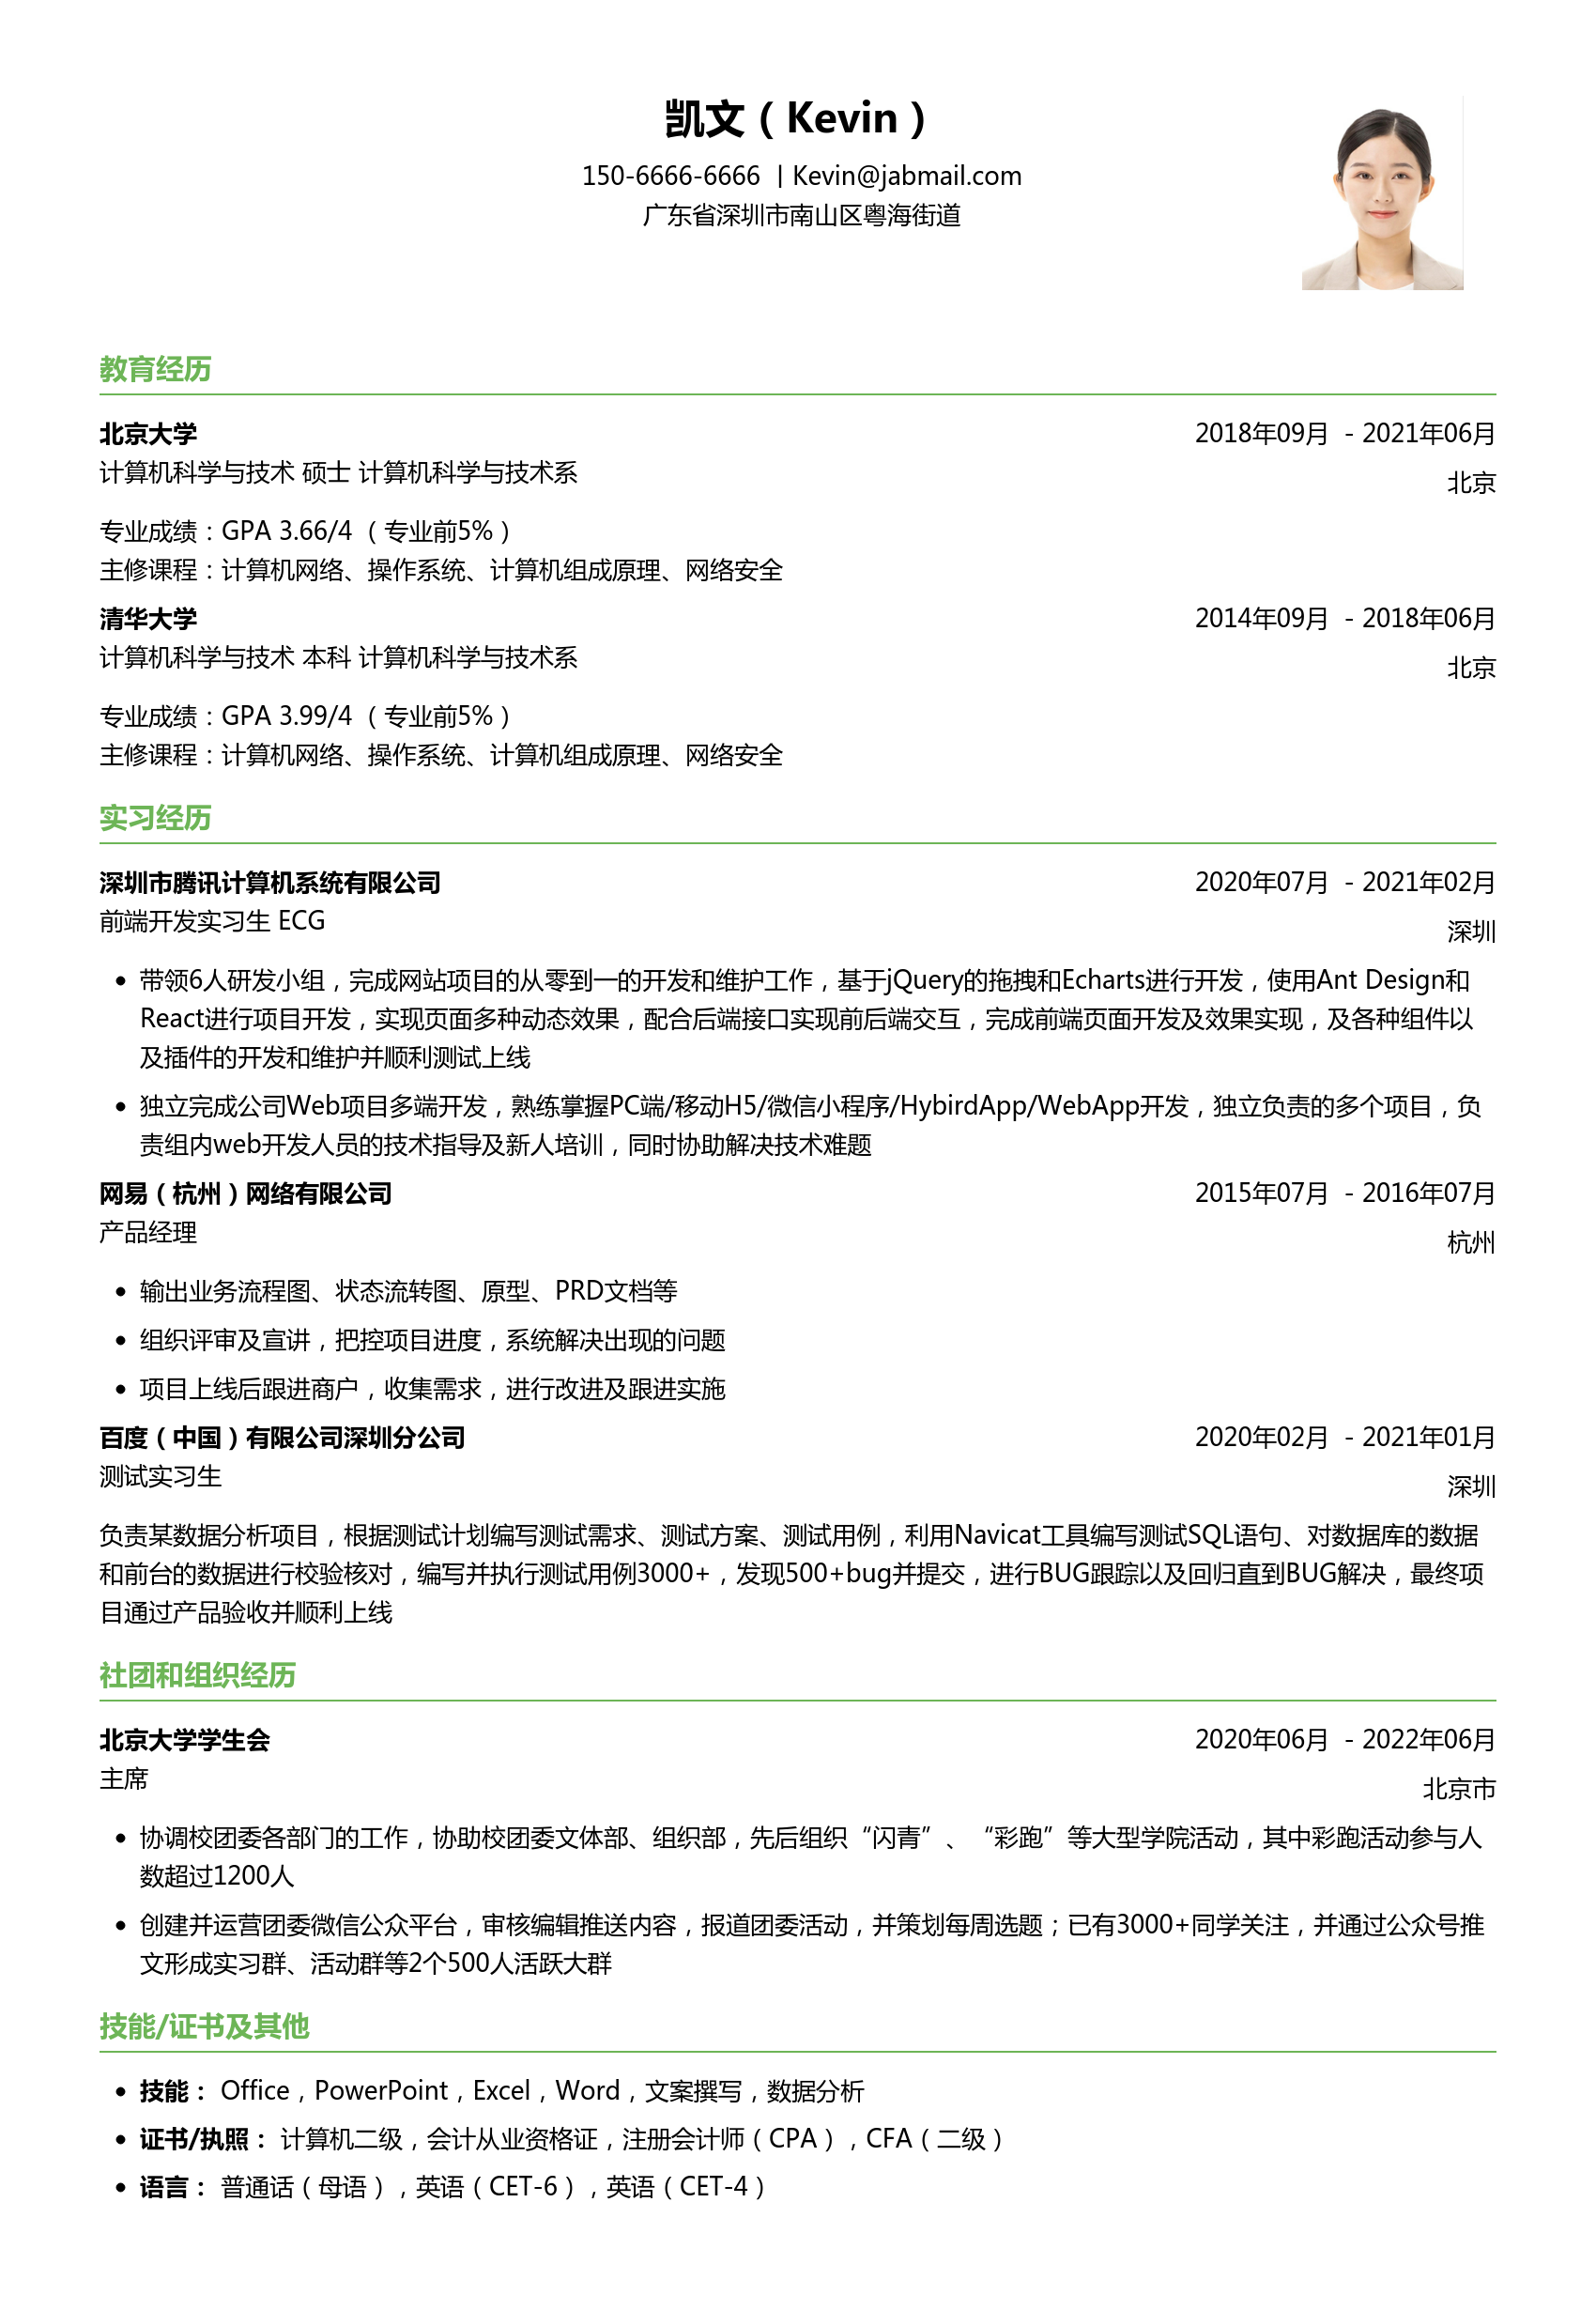 凯文（Kevin）
150-6666-6666 | Kevin@jabmail.com
广东省深圳市南山区粤海街道
教育经历
北京大学 2018年09月 - 2021年06月
计算机科学与技术 硕士 计算机科学与技术系 北京
专业成绩：GPA 3.66/4 （专业前5%）
主修课程：计算机网络、操作系统、计算机组成原理、网络安全
清华大学 2014年09月 - 2018年06月
计算机科学与技术 本科 计算机科学与技术系 北京
专业成绩：GPA 3.99/4 （专业前5%）
主修课程：计算机网络、操作系统、计算机组成原理、网络安全
实习经历
深圳市腾讯计算机系统有限公司 2020年07月 - 2021年02月
前端开发实习生 ECG 深圳
• 带领6人研发小组，完成网站项目的从零到一的开发和维护工作，基于jQuery的拖拽和Echarts进行开发，使用Ant Design和
React进行项目开发，实现页面多种动态效果，配合后端接口实现前后端交互，完成前端页面开发及效果实现，及各种组件以
及插件的开发和维护并顺利测试上线
• 独立完成公司Web项目多端开发，熟练掌握PC端/移动H5/微信小程序/HybirdApp/WebApp开发，独立负责的多个项目，负
责组内web开发人员的技术指导及新人培训，同时协助解决技术难题
网易（杭州）网络有限公司 2015年07月 - 2016年07月
产品经理 杭州
• 输出业务流程图、状态流转图、原型、PRD文档等
• 组织评审及宣讲，把控项目进度，系统解决出现的问题
• 项目上线后跟进商户，收集需求，进行改进及跟进实施
百度（中国）有限公司深圳分公司 2020年02月 - 2021年01月
测试实习生 深圳
负责某数据分析项目，根据测试计划编写测试需求、测试方案、测试用例，利用Navicat工具编写测试SQL语句、对数据库的数据
和前台的数据进行校验核对，编写并执行测试用例3000+，发现500+bug并提交，进行BUG跟踪以及回归直到BUG解决，最终项
目通过产品验收并顺利上线
社团和组织经历
北京大学学生会 2020年06月 - 2022年06月
主席 北京市
• 协调校团委各部门的工作，协助校团委文体部、组织部，先后组织“闪青”、“彩跑”等大型学院活动，其中彩跑活动参与人
数超过1200人
• 创建并运营团委微信公众平台，审核编辑推送内容，报道团委活动，并策划每周选题；已有3000+同学关注，并通过公众号推
文形成实习群、活动群等2个500人活跃大群
技能/证书及其他
• 技能： Office，PowerPoint，Excel，Word，文案撰写，数据分析
• 证书/执照： 计算机二级，会计从业资格证，注册会计师（CPA），CFA（二级）
• 语言： 普通话（母语），英语（CET-6），英语（CET-4）